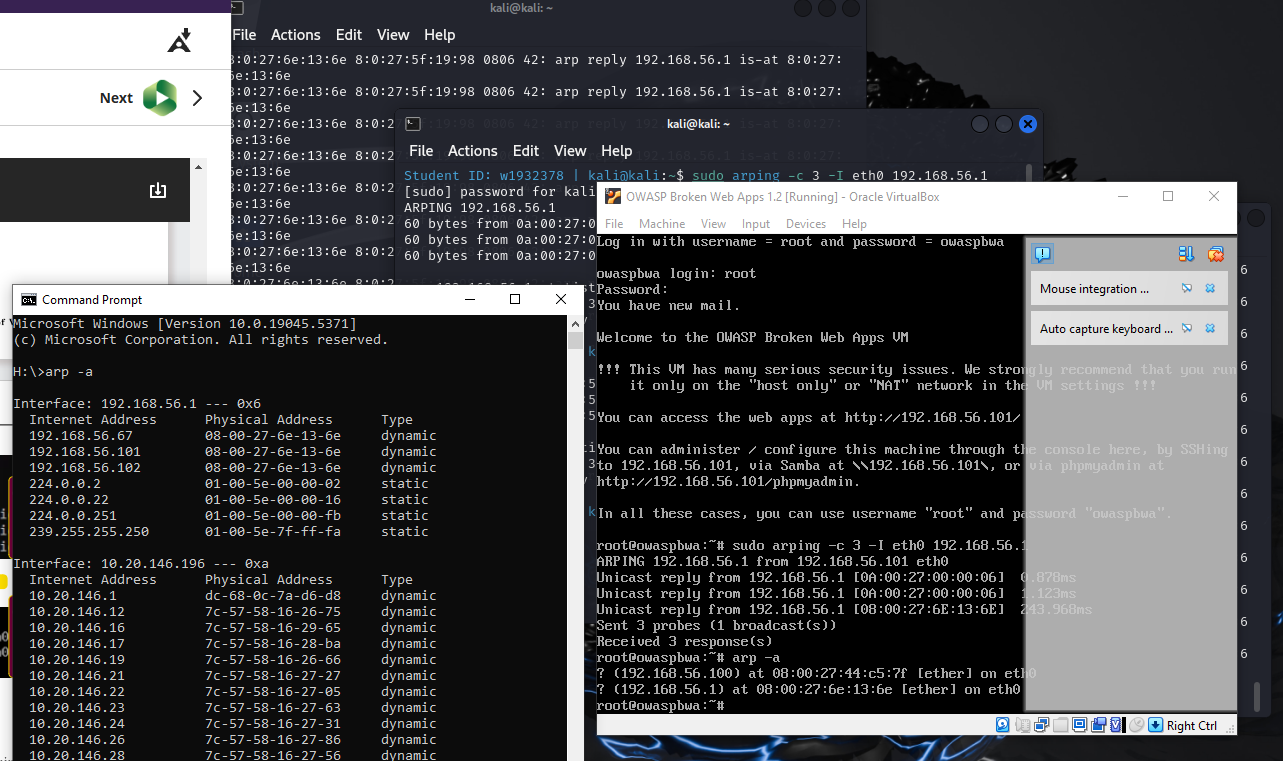 kali@kali: ~
File Actions Edit View Help
8:0:27:6e:13:6e 8:0:27:5f:19:98 0806 42: arp reply 192.168.56.1 is-at 8:0:27:
6e:13:6e
8:0:27:6e:13:6e 8:0:27:5f:19:98 0806 42: arp reply 192.168.56.1 is-at 8:0:27:
6e:13:6e
6e:13:6e
6e:13:6e
6e:13:6e
6e:13:6e
6e:13:6e
Next
kali@kali: ~
File Actions Edit View Help
Student ID: w1932378 | kali@kali:~$ sudo arping -c 3 -I eth0 192.168.56.1
[sudo] password for kali
ARPING 192.168.56.1
60 bytes from 0a:00:27:0
60 bytes from 0a:00:27:0
60 bytes from 0a:00:27:0
Command Prompt
Microsoft Windows [Version 10.0.19045.5371]
(c) Microsoft Corporation. All rights reserved.
H:\>arp -a
Interface: 192.168.56.1 --- 0x6
Internet Address Physical Address Type
192.168.56.67 08-00-27-6e-13-6e dynamic
192.168.56.101 08-00-27-6e-13-6e dynamic
192.168.56.102 08-00-27-6e-13-6e dynamic
224.0.0.2 01-00-5e-00-00-02 static
224.0.0.22 01-00-5e-00-00-16 static
224.0.0.251 01-00-5e-00-00-fb static
239.255.255.250 01-00-5e-7f-ff-fa static
Interface: 10.20.146.196 --- 0xa
Internet Address Physical Address Type
10.20.146.1 dc-68-0c-7a-d6-d8 dynamic
10.20.146.12 7c-57-58-16-26-75 dynamic
10.20.146.16 7c-57-58-16-29-65 dynamic
10.20.146.17 7c-57-58-16-28-ba dynamic
10.20.146.19 7c-57-58-16-26-66 dynamic
10.20.146.21 7c-57-58-16-27-27 dynamic
10.20.146.22 7c-57-58-16-27-05 dynamic
10.20.146.23 7c-57-58-16-27-63 dynamic
10.20.146.24 7c-57-58-16-27-31 dynamic
10.20.146.26 7c-57-58-16-27-86 dynamic
10.20.146.28 7c-57-58-16-27-56 dynamic
OWASP Broken Web Apps 1.2 [Running] - Oracle VirtualBox
File Machine View Input Devices Help
Log in with username = root and password = owaspbwa
owaspbwa login: root
Password:
You have new mail.
Welcome to the OWASP Broken Web Apps VM
!!! This VM has many serious security issues. We strongly recommend that you run
it only on the "host only" or "NAT" network in the VM settings !!!
You can access the web apps at http://192.168.56.101/
You can administer / configure this machine through the console here, by SSHing
to 192.168.56.101, via Samba at \\192.168.56.101\, or via phpmyadmin at
http://192.168.56.101/phpmyadmin.
In all these cases, you can use username "root" and password "owaspbwa".
root@owaspbwa:~# sudo arping -c 3 -I eth0 192.168.56.1
ARPING 192.168.56.1 from 192.168.56.101 eth0
Unicast reply from 192.168.56.1 [0A:00:27:00:00:06] 0.878ms
Unicast reply from 192.168.56.1 [0A:00:27:00:00:06] 1.123ms
Unicast reply from 192.168.56.1 [08:00:27:6E:13:6E] 243.968ms
Sent 3 probes (1 broadcast(s))
Received 3 response(s)
root@owaspbwa:~# arp -a
? (192.168.56.100) at 08:00:27:44:c5:7f [ether] on eth0
? (192.168.56.1) at 08:00:27:6e:13:6e [ether] on eth0
root@owaspbwa:~#
Mouse integration ...
Auto capture keyboard ...
Right Ctrl